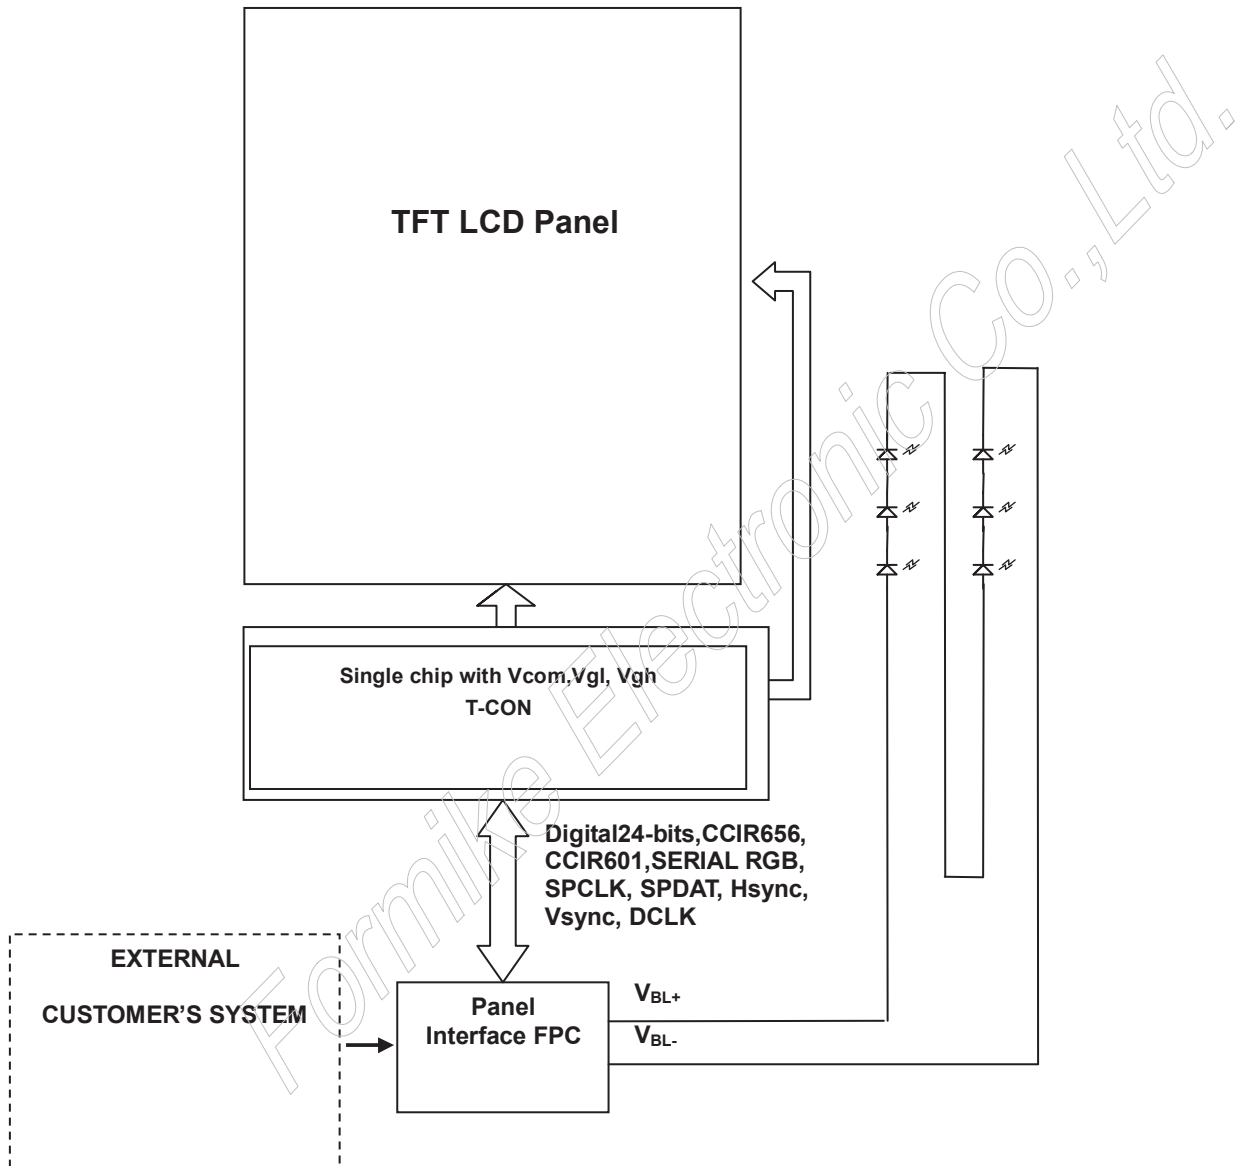 TFT LCD Panel
Single chip with Vcom,Vgl, Vgh
T-CON
Digital24-bits,CCIR656,
CCIR601,SERIAL RGB,
SPCLK, SPDAT, Hsync,
Vsync, DCLK
EXTERNAL
CUSTOMER’S SYSTEM
Panel
Interface FPC
VBL+
VBL-
Formike Electronic Co.,Ltd.